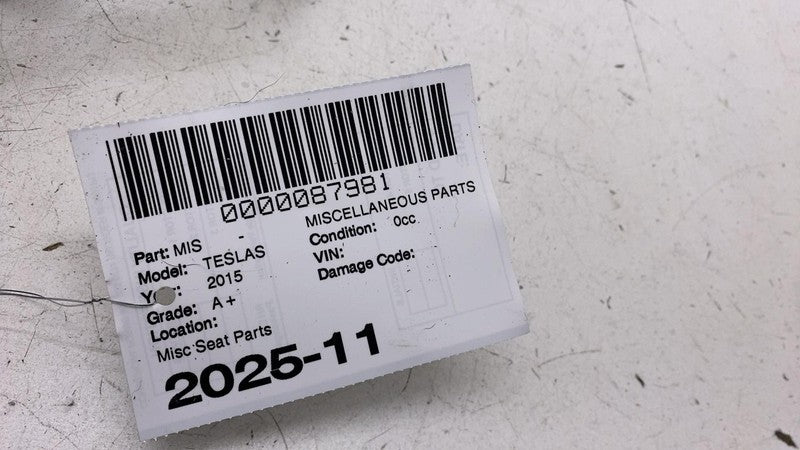 0000087981
Part: MIS - MISCELLANEOUS PARTS
Model: TESLAS Condition: 0cc
2015 VIN:
Grade: A+ Damage Code:
Location:
Misc Seat Parts
2025-11